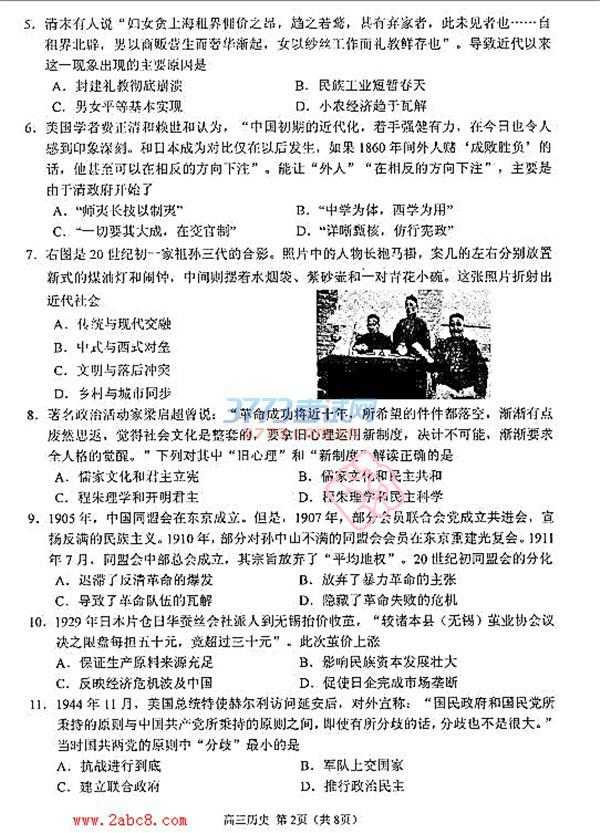 5．清末有人说“妇女贪上海租界佣价之昂，趋之若鹜，甚有弃家者，此未见者也……自
租界北辟，男以商贩营生而奢华渐起，女以纱丝工作而礼教鲜存也”。导致近代以来
这一现象出现的主要原因是
A．封建礼教彻底崩溃 B．民族工业短暂春天
C．男女平等基本实现 D．小农经济趋于瓦解
6．美国学者费正清和赖世和认为，“中国初期的近代化，着手强健有力，在今日也令人
感到印象深刻。和日本成为对比仅在以后发生，如果 1860 年间外人赌‘成败胜负’的
话，他甚至可以在相反的方向下注”。能让“外人”“在相反的方向下注”，主要是
由于清政府开始了
A．“师夷长技以制夷” B．“中学为体，西学为用”
C．“一切要其大成，在变官制” D．“详晰甄核，仿行宪政”
7．右图是 20 世纪初一家祖孙三代的合影。照片中的人物长袍马褂，案几的左右分别放置
新式的煤油灯和闹钟，中间则摆着水烟袋、紫砂壶和一对青花小碗。这张照片折射出
近代社会
A．传统与现代交融
B．中式与西式对垒
C．文明与落后冲突
D．乡村与城市同步
3773考试网
8．著名政治活动家梁启超曾说：“革命成功将近十年，所希望的件件都落空，渐渐有点
废然思返，觉得社会文化是整套的，要拿旧心理运用新制度，决计不可能，渐渐要求
全人格的觉醒。”下列对其中“旧心理”和“新制度”解读正确的是
A．儒家文化和君主立宪 B．儒家文化和民主共和
C．程朱理学和开明君主 D．程朱理学和民主科学
9．1905 年，中国同盟会在东京成立。但是，1907 年，部分会员联合会党成立共进会，宣
扬反满的民族主义。1910 年，部分对孙中山不满的同盟会会员在东京重建光复会。1911
年 7 月，同盟会中部总会成立，其宗旨放弃了“平均地权”。20 世纪初同盟会的分化
A．迟滞了反清革命的爆发 B．放弃了暴力革命的主张
C．导致了革命队伍的瓦解 D．隐藏了革命失败的危机
10．1929 年日本片仓日华蚕丝会社派人到无锡抬价收茧，“较诸本县（无锡）茧业协会议
决之限盘每担五十元，竟超过三十元”。此次茧价上涨
A．保证生产原料来源充足 B．影响民族资本发展壮大
C．反映经济危机波及中国 D．促使日企完成市场垄断
11．1944 年 11 月，美国总统特使赫尔利访问延安后，对外宣称：“国民政府和国民党所
秉持的原则与中国共产党所秉持的原则之间，即使有所分歧的话，分歧也不是很大。”
当时国共两党的原则中“分歧”最小的是
A．抗战进行到底 B．军队上交国家
C．建立联合政府 D．推行政治民主
www.2abc8.com
高三历史 第2页（共8页）